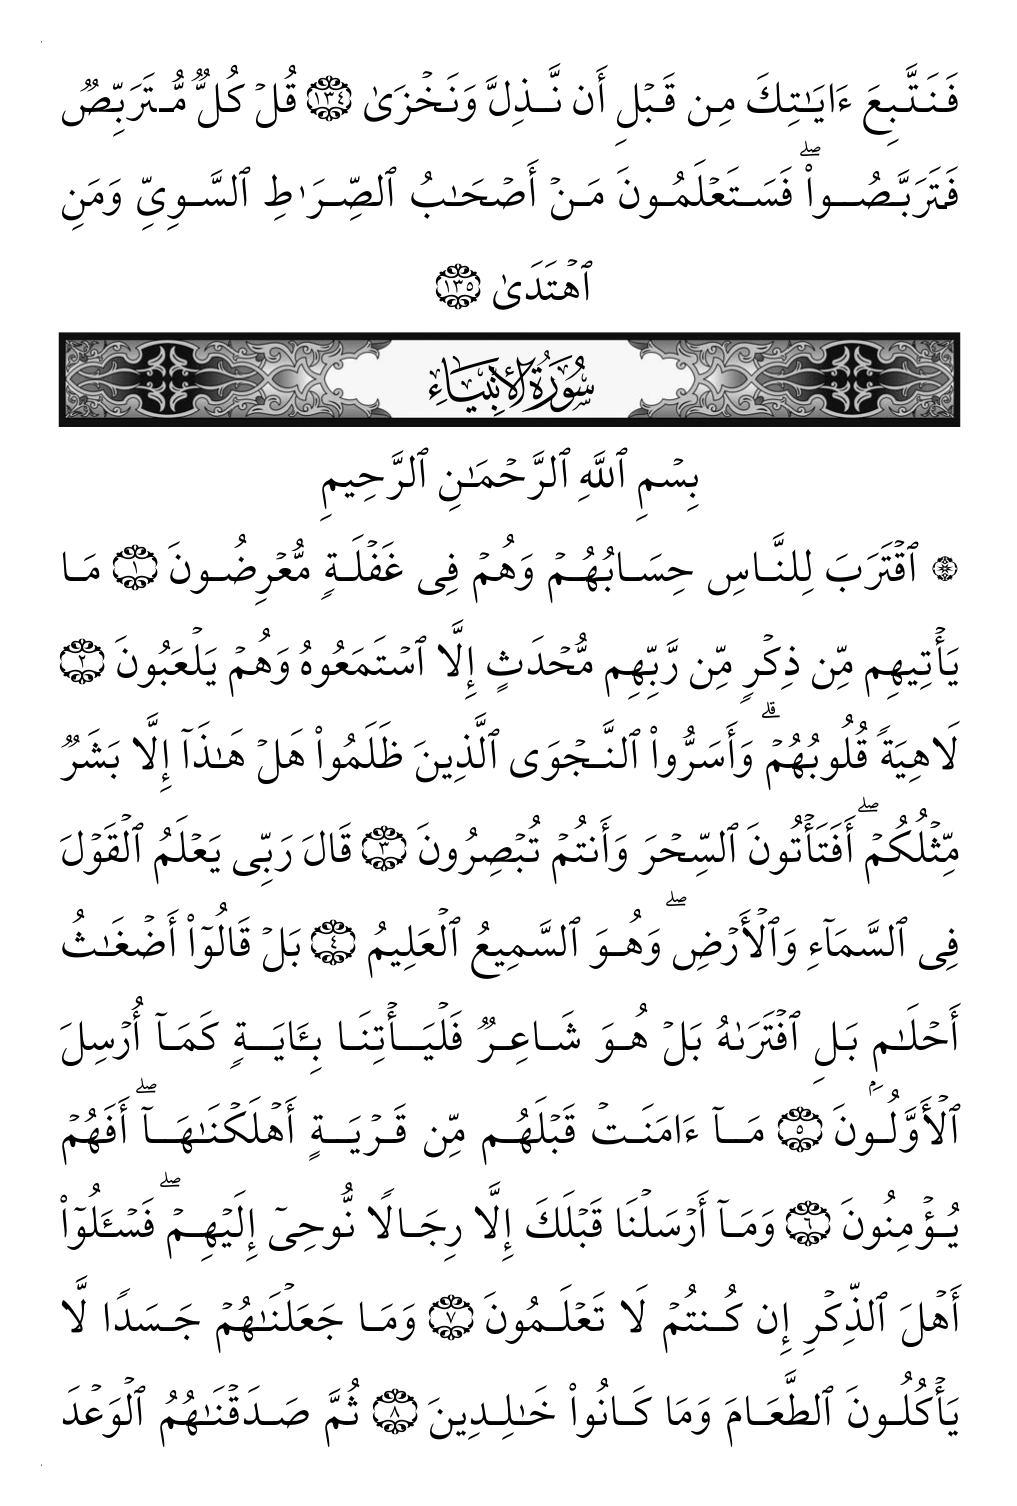 فَنَتَّبِعَ ءَايَـٰتِكَ مِن قَبۡلِ أَن نَّذِلَّ وَنَخۡزَىٰ ١٣٤ قُلۡ كُلࣱّ مُّتَرَبِّصࣱ
فَتَرَبَّصُوا۟ۖ فَسَتَعۡلَمُونَ مَنۡ أَصۡحَـٰبُ ٱلصِّرَ ٰ⁠طِ ٱلسَّوِیِّ وَمَنِ
ٱهۡتَدَىٰ ١٣٥
سُورَةُ الأَنبِيَاءِ
بِسۡمِ ٱللَّهِ ٱلرَّحۡمَـٰنِ ٱلرَّحِيمِ
۞ ٱقۡتَرَبَ لِلنَّاسِ حِسَابُهُمۡ وَهُمۡ فِی غَفۡلَةࣲ مُّعۡرِضُونَ ١ مَا
يَأۡتِيهِم مِّن ذِكۡرࣲ مِّن رَّبِّهِم مُّحۡدَثٍ إِلَّا ٱسۡتَمَعُوهُ وَهُمۡ يَلۡعَبُونَ ٢
لَاهِيَةࣰ قُلُوبُهُمۡۗ وَأَسَرُّوا۟ ٱلنَّجۡوَى ٱلَّذِينَ ظَلَمُوا۟ هَلۡ هَـٰذَاۤ إِلَّا بَشَرࣱ
مِّثۡلُكُمۡۖ أَفَتَأۡتُونَ ٱلسِّحۡرَ وَأَنتُمۡ تُبۡصِرُونَ ٣ قَالَ رَبِّی يَعۡلَمُ ٱلۡقَوۡلَ
فِی ٱلسَّمَاۤءِ وَٱلۡأَرۡضِۖ وَهُوَ ٱلسَّمِيعُ ٱلۡعَلِيمُ ٤ بَلۡ قَالُوۤا۟ أَضۡغَـٰثُ
أَحۡلَـٰمِۭ بَلِ ٱفۡتَرَىٰهُ بَلۡ هُوَ شَاعِرࣱ فَلۡيَأۡتِنَا بِـَٔايَةࣲ كَمَاۤ أُرۡسِلَ
ٱلۡأَوَّلُونَ ٥ مَاۤ ءَامَنَتۡ قَبۡلَهُم مِّن قَرۡيَةٍ أَهۡلَكۡنَـٰهَاۤۖ أَفَهُمۡ
يُؤۡمِنُونَ ٦ وَمَاۤ أَرۡسَلۡنَا قَبۡلَكَ إِلَّا رِجَالࣰا نُّوحِیۤ إِلَيۡهِمۡۖ فَسۡـَٔلُوۤا۟
أَهۡلَ ٱلذِّكۡرِ إِن كُنتُمۡ لَا تَعۡلَمُونَ ٧ وَمَا جَعَلۡنَـٰهُمۡ جَسَدࣰا لَّا
يَأۡكُلُونَ ٱلطَّعَامَ وَمَا كَانُوا۟ خَـٰلِدِينَ ٨ ثُمَّ صَدَقۡنَـٰهُمُ ٱلۡوَعۡدَ